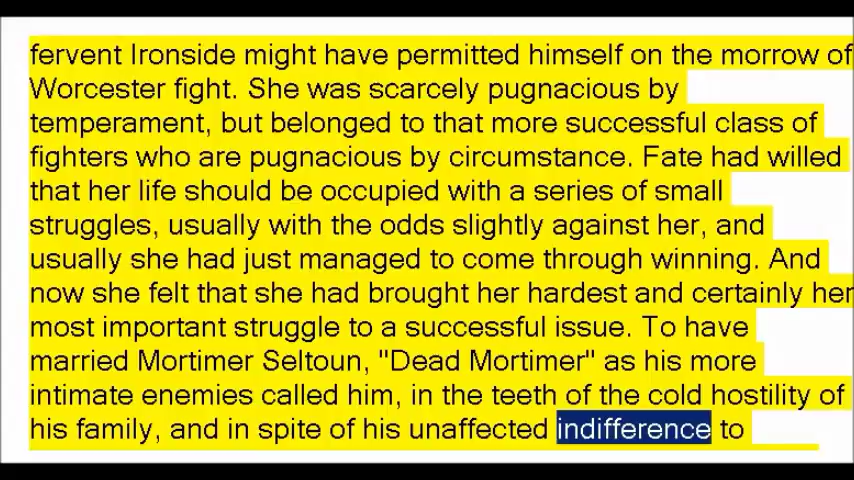 fervent Ironside might have permitted himself on the morrow of
Worcester fight. She was scarcely pugnacious by
temperament, but belonged to that more successful class of
fighters who are pugnacious by circumstance. Fate had willed
that her life should be occupied with a series of small
struggles, usually with the odds slightly against her, and
usually she had just managed to come through winning. And
now she felt that she had brought her hardest and certainly her
most important struggle to a successful issue. To have
married Mortimer Seltoun, "Dead Mortimer" as his more
intimate enemies called him, in the teeth of the cold hostility of
his family, and in spite of his unaffected indifference to